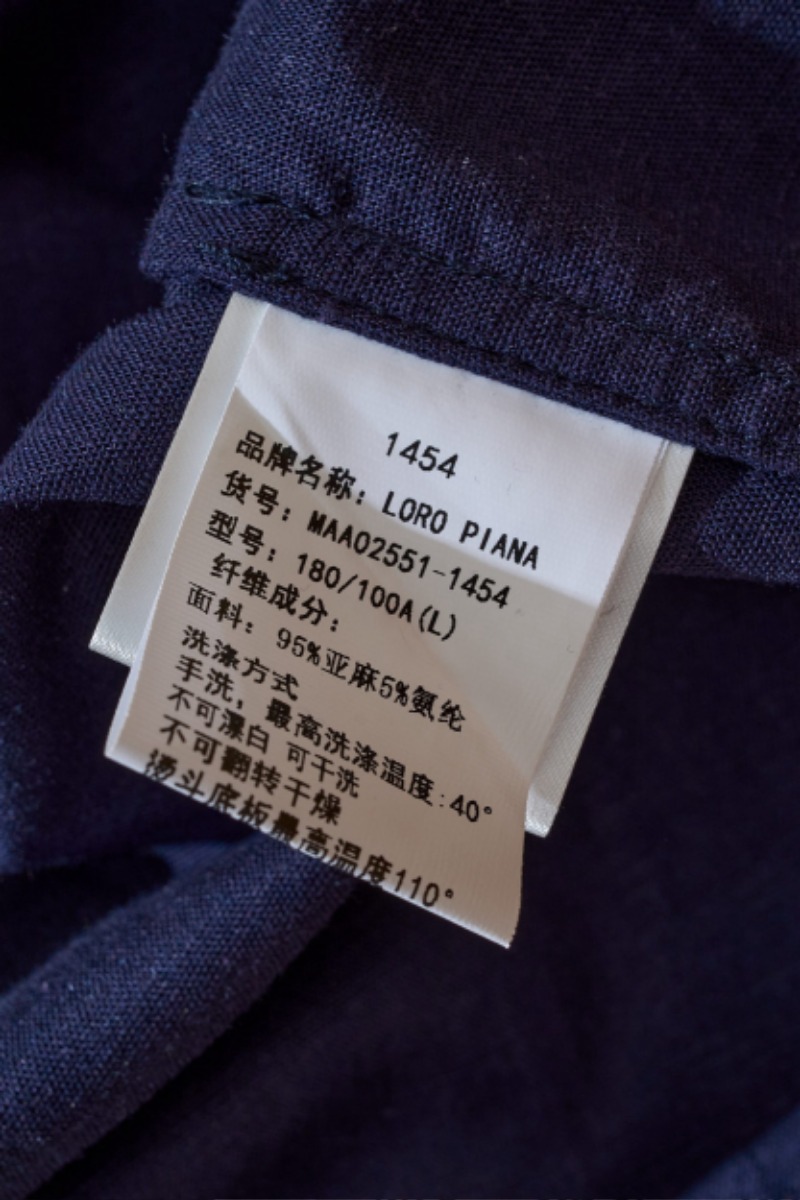 1454
品牌名称: LORO PIANA
货号: MAA02551-1454
型号: 180/100A(L)
纤维成分:
面料: 95%亚麻5%氨纶
洗涤方式
手洗, 最高洗涤温度:40°
不可漂白 可干洗
不可翻转干燥
烫斗底板最高温度110°